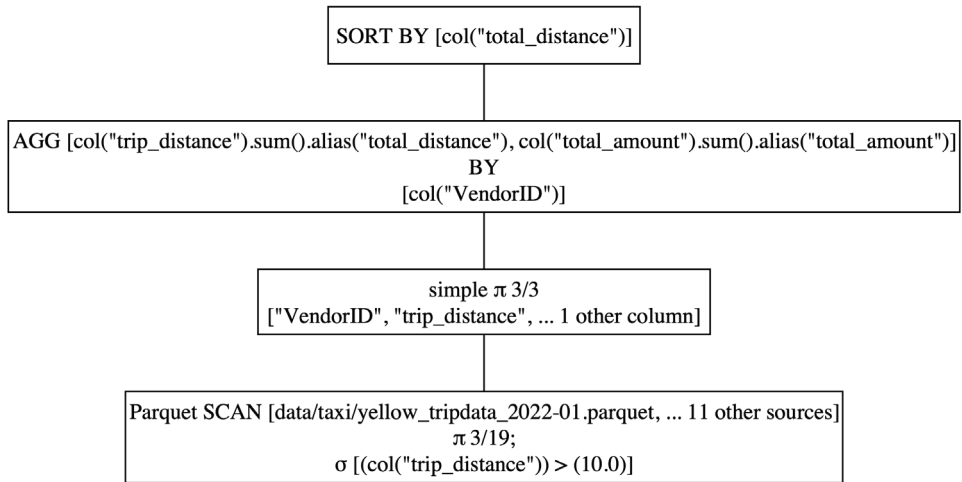 SORT BY [col("total_distance")]
AGG [col("trip_distance").sum().alias("total_distance"), col("total_amount").sum().alias("total_amount")]
BY
[col("VendorID")]
simple π 3/3
["VendorID", "trip_distance", ... 1 other column]
Parquet SCAN [data/taxi/yellow_tripdata_2022-01.parquet, ... 11 other sources]
π 3/19;
σ [(col("trip_distance")) > (10.0)]